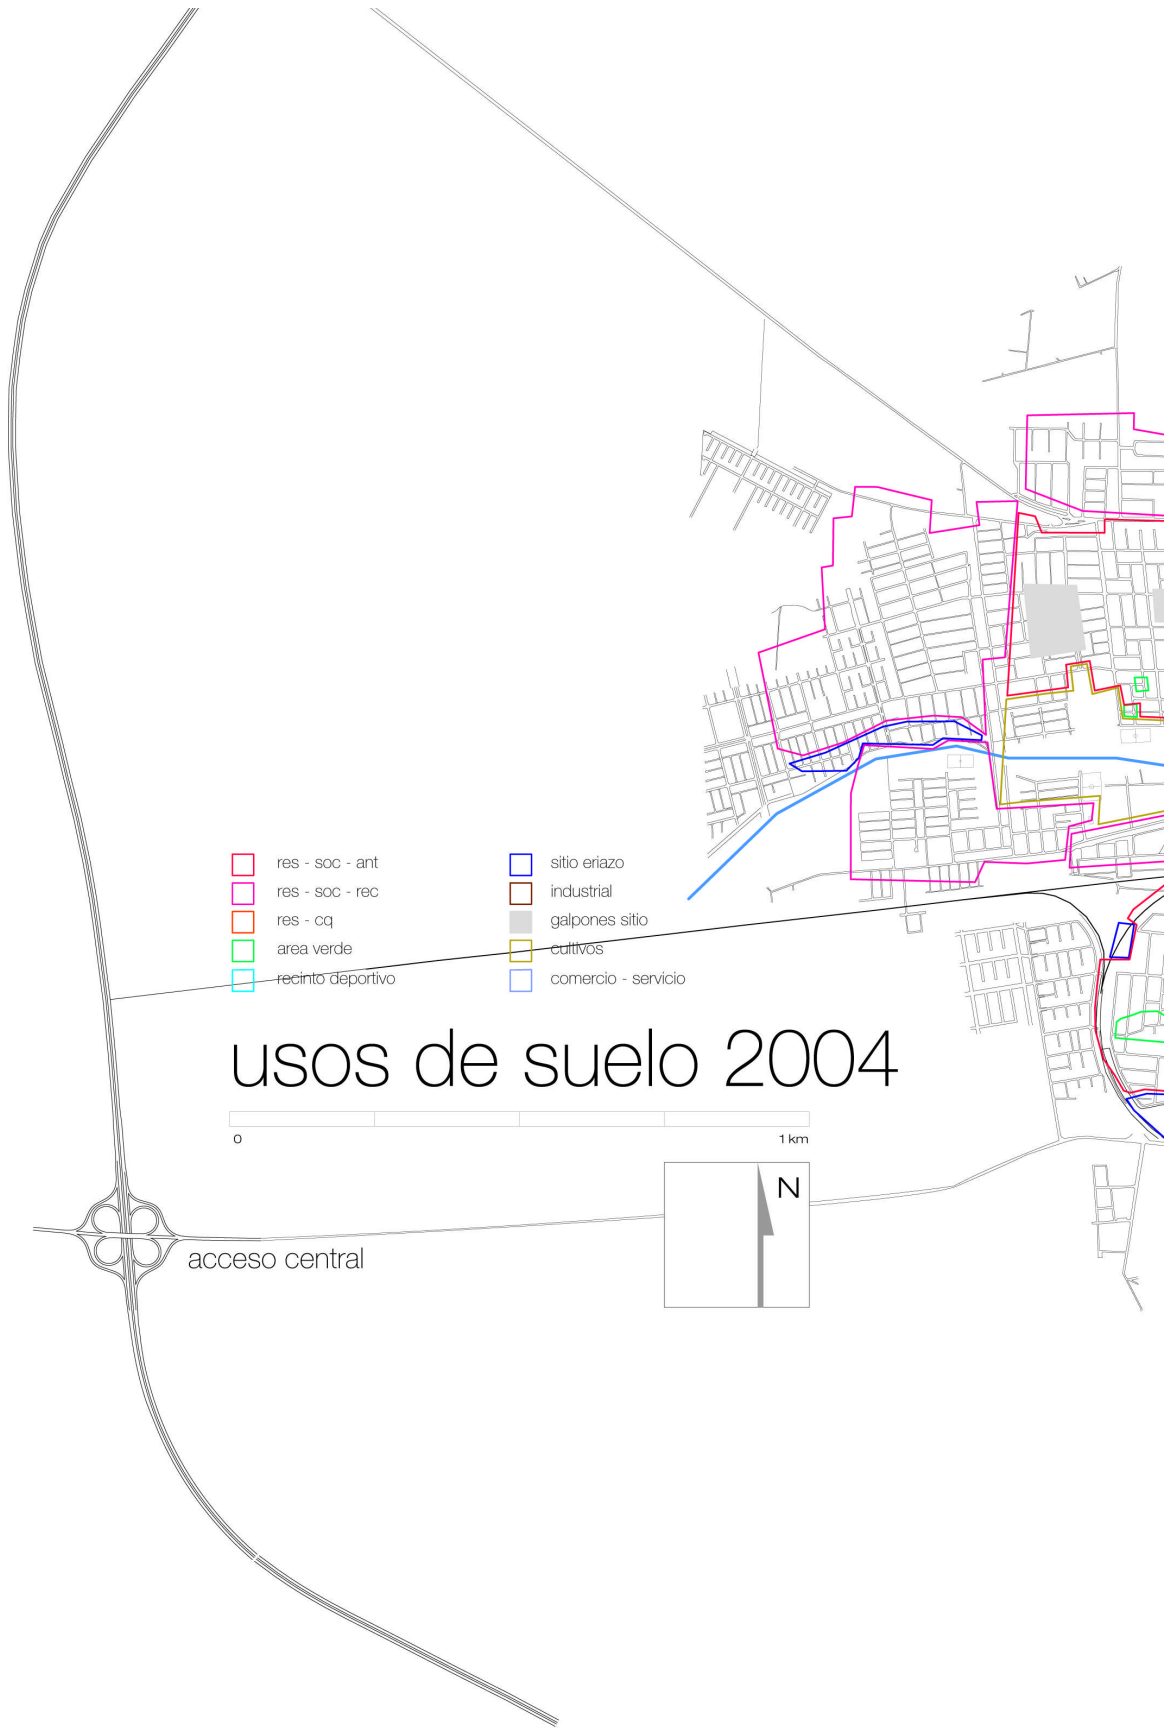 res - soc - ant
res - soc - rec
res - cq
area verde
recinto deportivo
sitio eriazo
industrial
galpones sitio
cultivos
comercio - servicio
usos de suelo 2004
0 1 km
N
acceso central